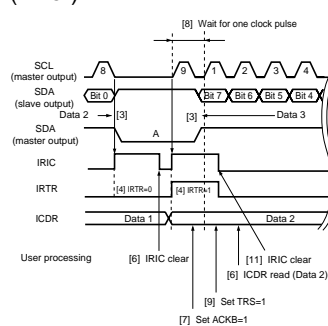 [8] Wait for one clock pulse
SCL
(master output)
8 9 1 2 3 4
SDA
(slave output)
Bit 0 Bit 7 Bit 6 Bit 5 Bit 4
Data 2 [3] [3] Data 3
SDA
(master output)
A
IRIC
IRTR
[4] IRTR=0 [4] IRTR=1
ICDR
Data 1 Data 2
User processing
[6] IRIC clear
[11] IRIC clear
[6] ICDR read (Data 2)
[9] Set TRS=1
[7] Set ACKB=1